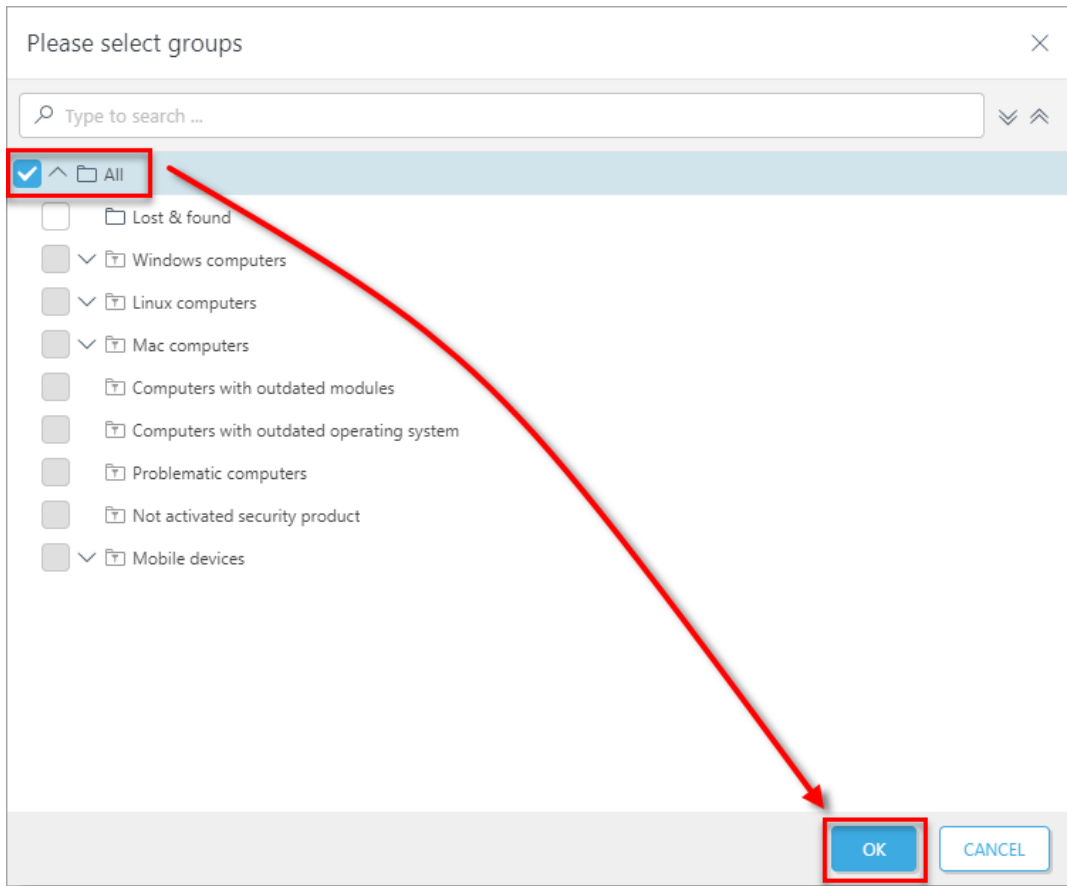 Please select groups
Type to search ...
All
Lost & found
Windows computers
Linux computers
Mac computers
Computers with outdated modules
Computers with outdated operating system
Problematic computers
Not activated security product
Mobile devices
OK CANCEL